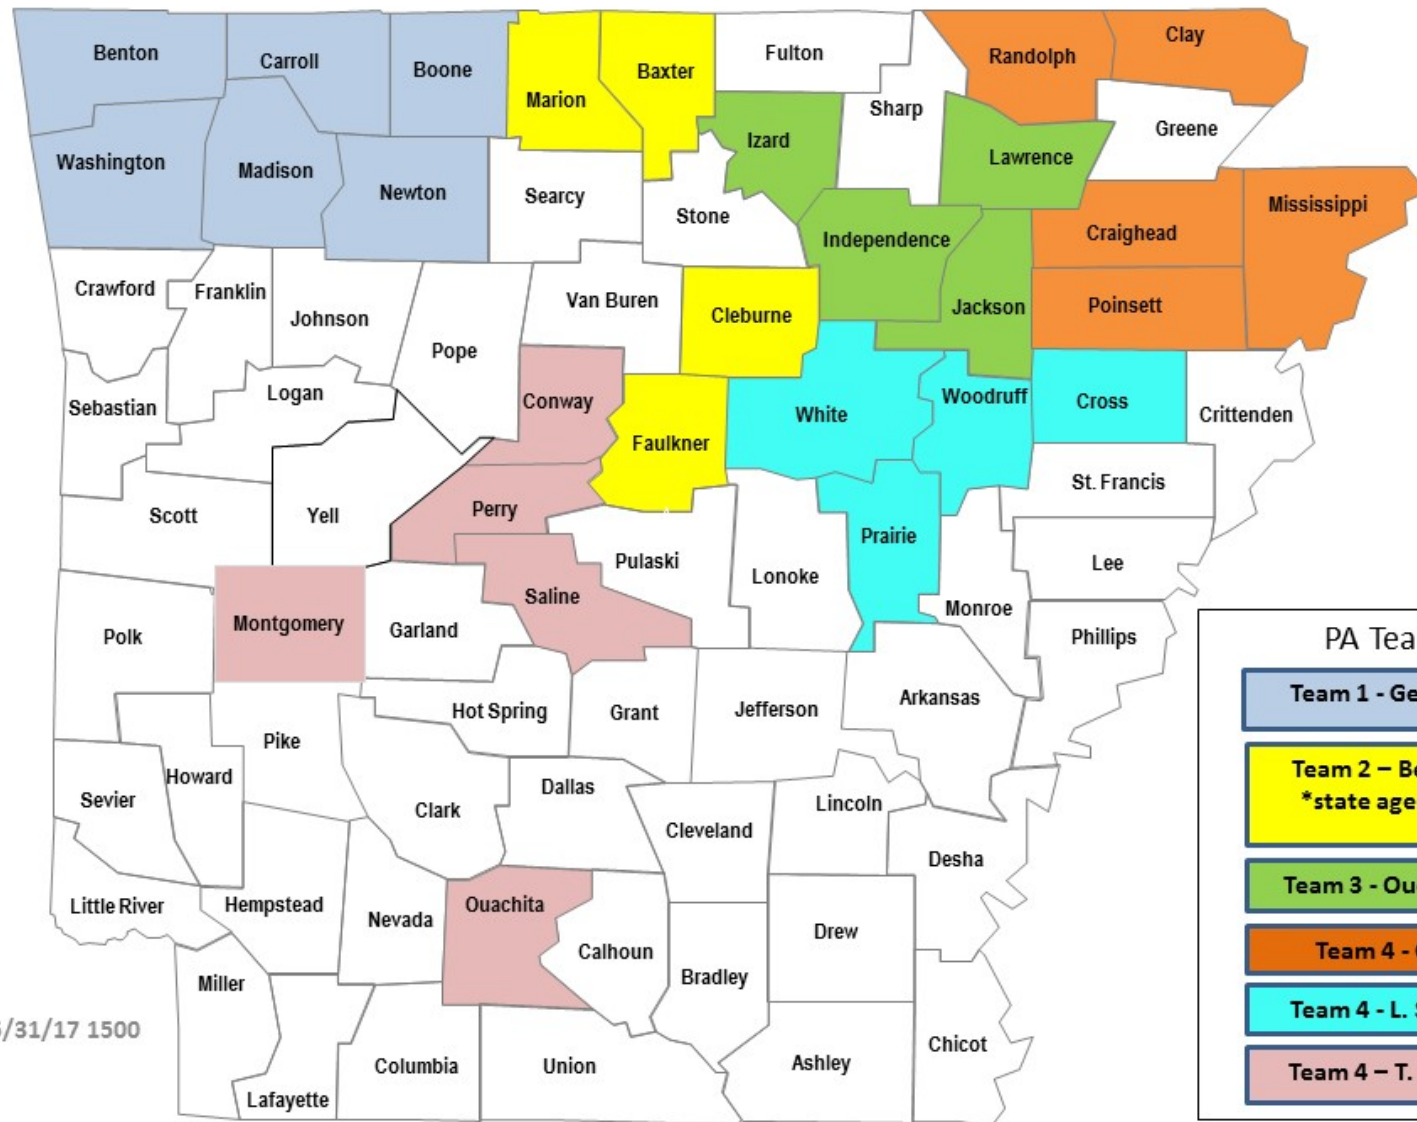 Benton
Carroll
Boone
Marion
Baxter
Fulton
Sharp
Randolph
Clay
Greene
Washington
Madison
Newton
Searcy
Stone
Izard
Lawrence
Independence
Craighead
Mississippi
Crawford
Franklin
Johnson
Pope
Van Buren
Cleburne
Jackson
Poinsett
Sebastian
Logan
Conway
Faulkner
White
Woodruff
Cross
Crittenden
Scott
Yell
Perry
Pulaski
Lonoke
Prairie
St. Francis
Lee
Polk
Montgomery
Garland
Saline
Monroe
Phillips
Hot Spring
Grant
Jefferson
Arkansas
Pike
Howard
Sevier
Clark
Dallas
Cleveland
Lincoln
Desha
Little River
Hempstead
Nevada
Ouachita
Calhoun
Bradley
Drew
Miller
Lafayette
Columbia
Union
Ashley
Chicot
/31/17 1500
PA Tea
Team 1 - Ge
Team 2 – B
*state age
Team 3 - Ou
Team 4 -
Team 4 - L.
Team 4 – T.